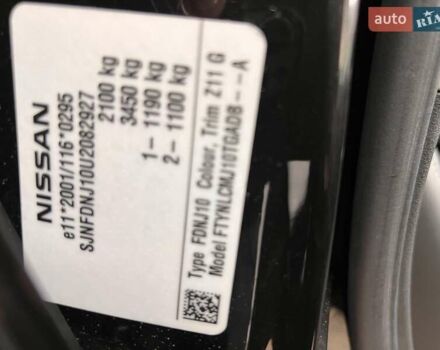 NISSAN
e11*2001/116*0295
SJNFDNJ10U2082927
2100 kg
3450 kg
1- 1190 kg
2- 1100 kg
Type FDNJ10 Colour, Trim Z11 G
Model FTYNLCMJ10TGADB---A
auto RIA